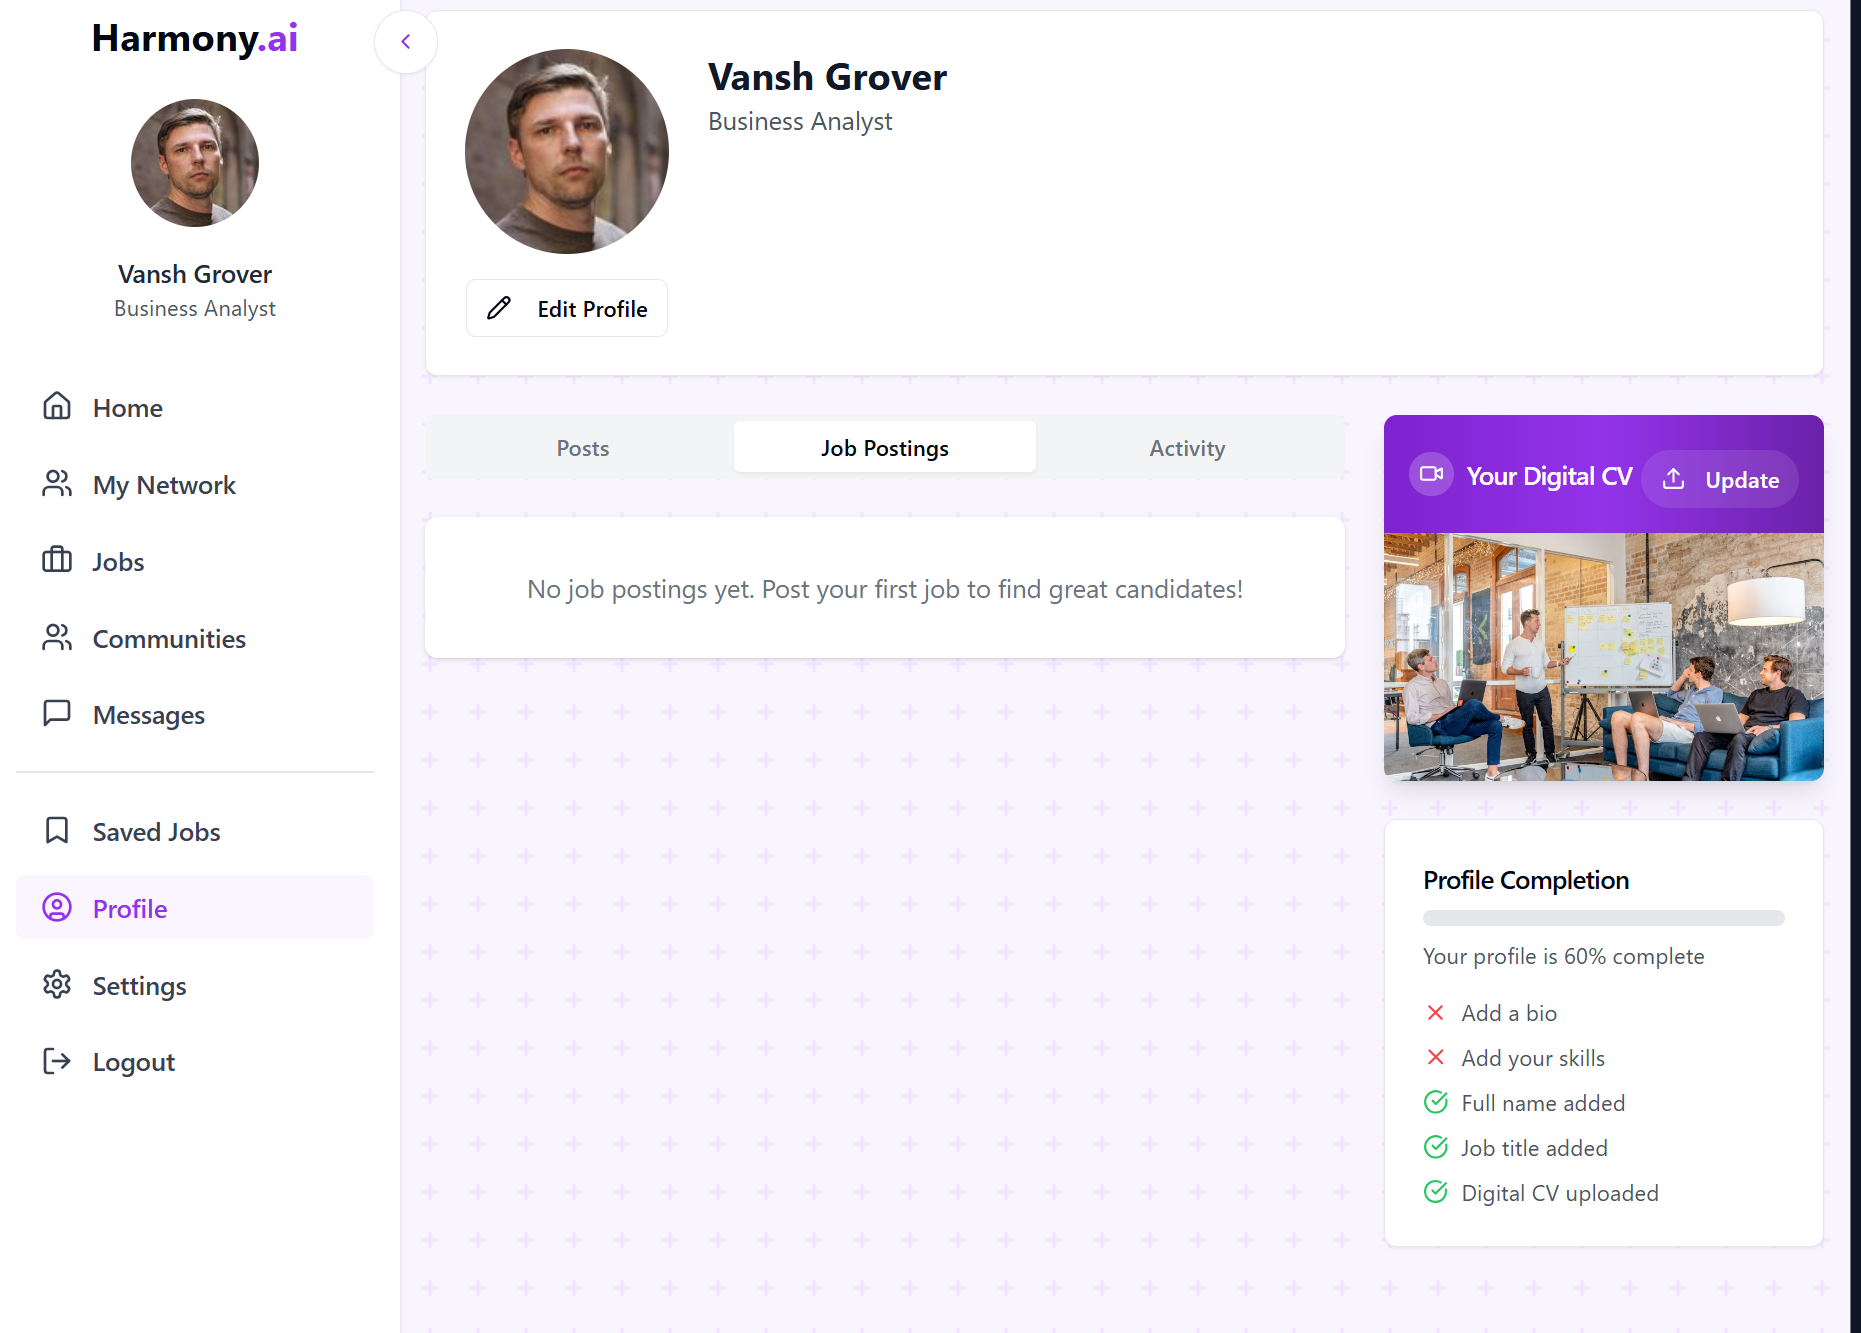 Harmony.ai
Vansh Grover
Business Analyst
Home
My Network
Jobs
Communities
Messages
Saved Jobs
Profile
Settings
Logout
Vansh Grover
Business Analyst
Edit Profile
Posts
Job Postings
Activity
No job postings yet. Post your first job to find great candidates!
Your Digital CV
Update
Profile Completion
Your profile is 60% complete
Add a bio
Add your skills
Full name added
Job title added
Digital CV uploaded